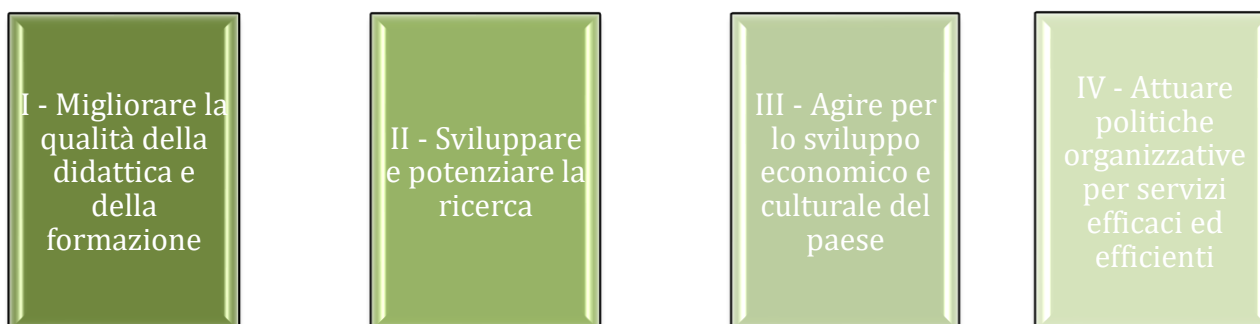 I - Migliorare la
qualità della
didattica e
della
formazione
II - Sviluppare
e potenziare la
ricerca
III - Agire per
lo sviluppo
economico e
culturale del
paese
IV - Attuare
politiche
organizzative
per servizi
efficaci ed
efficienti